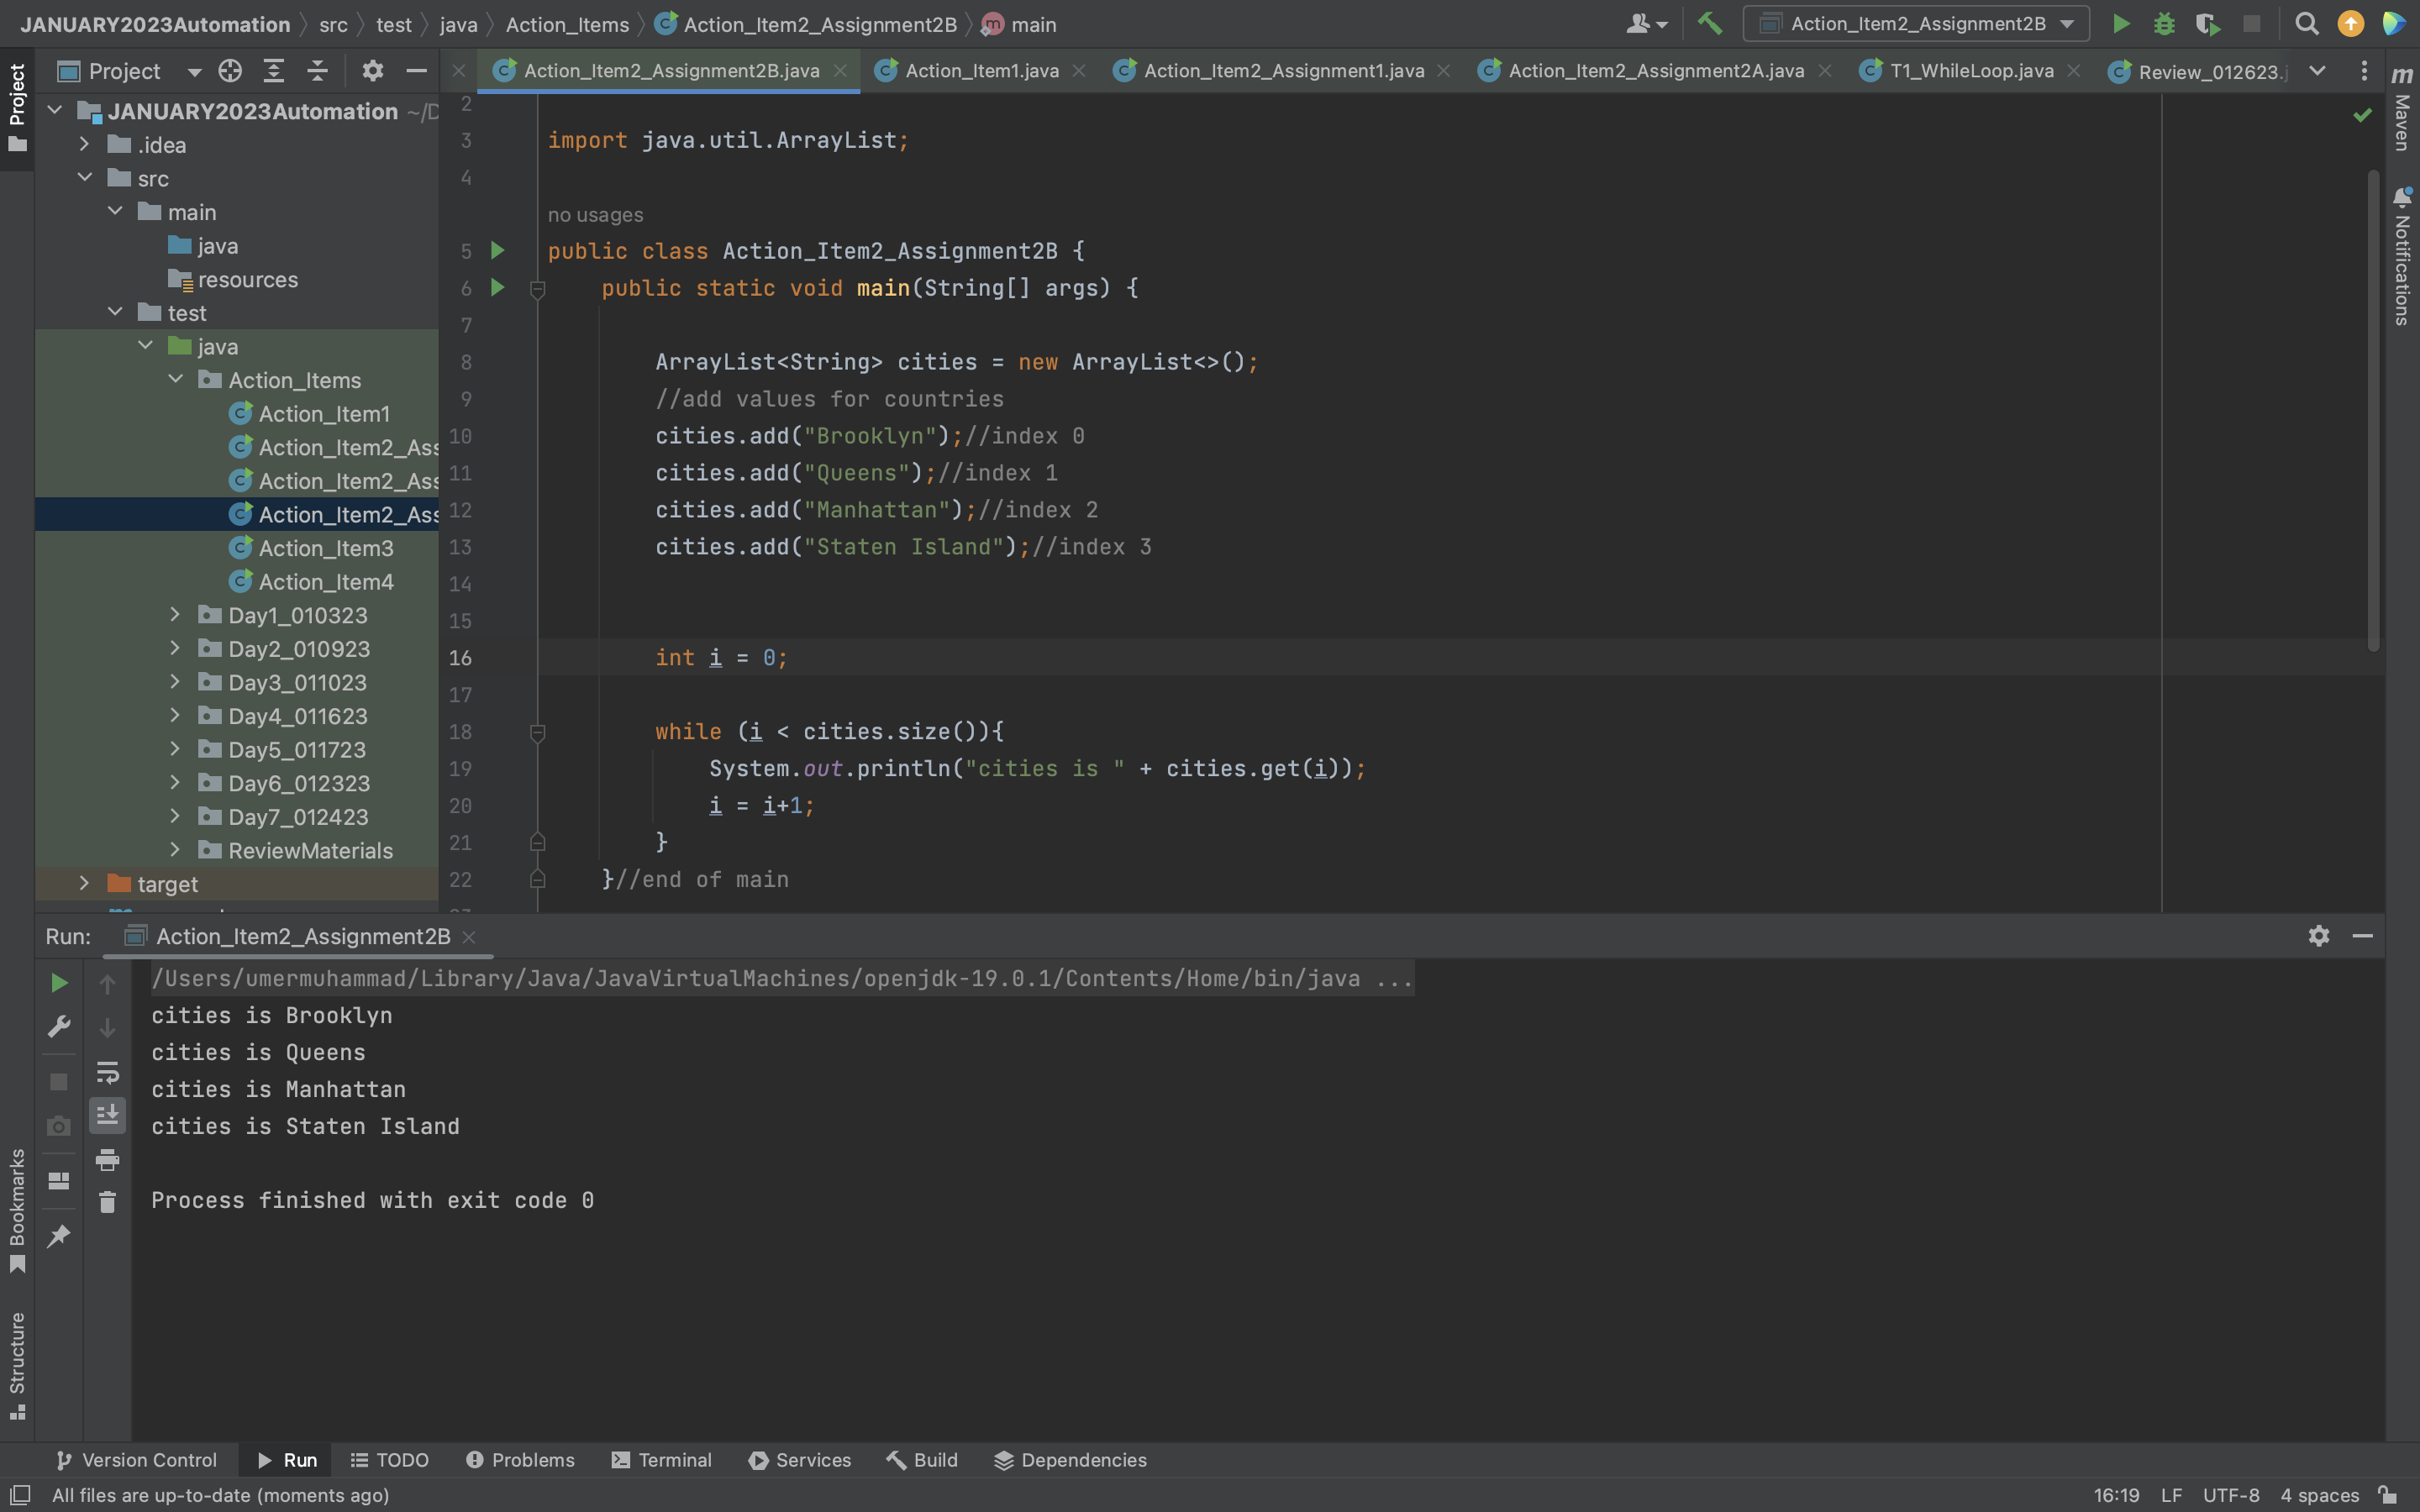 JANUARY2023Automation src test java Action_Items Action_Item2_Assignment2B main
Action_Item2_Assignment2B
Project
Action_Item2_Assignment2B.java Action_Item1.java Action_Item2_Assignment1.java Action_Item2_Assignment2A.java T1_WhileLoop.java Review_012623.j
Project
JANUARY2023Automation ~/D
.idea
src
main
java
resources
test
java
Action_Items
Action_Item1
Action_Item2_Ass
Action_Item2_Ass
Action_Item2_Ass
Action_Item3
Action_Item4
Day1_010323
Day2_010923
Day3_011023
Day4_011623
Day5_011723
Day6_012323
Day7_012423
ReviewMaterials
target
2
3 import java.util.ArrayList;
4
no usages
5 public class Action_Item2_Assignment2B {
6 public static void main(String[] args) {
7
8 ArrayList<String> cities = new ArrayList<>();
9 //add values for countries
10 cities.add("Brooklyn");//index 0
11 cities.add("Queens");//index 1
12 cities.add("Manhattan");//index 2
13 cities.add("Staten Island");//index 3
14
15
16 int i = 0;
17
18 while (i < cities.size()){
19 System.out.println("cities is " + cities.get(i));
20 i = i+1;
21 }
22 }//end of main
m Maven
Notifications
Run: Action_Item2_Assignment2B
/Users/umermuhammad/Library/Java/JavaVirtualMachines/openjdk-19.0.1/Contents/Home/bin/java ...
cities is Brooklyn
cities is Queens
cities is Manhattan
cities is Staten Island
Process finished with exit code 0
Bookmarks
Structure
Version Control Run TODO Problems Terminal Services Build Dependencies
All files are up-to-date (moments ago) 16:19 LF UTF-8 4 spaces